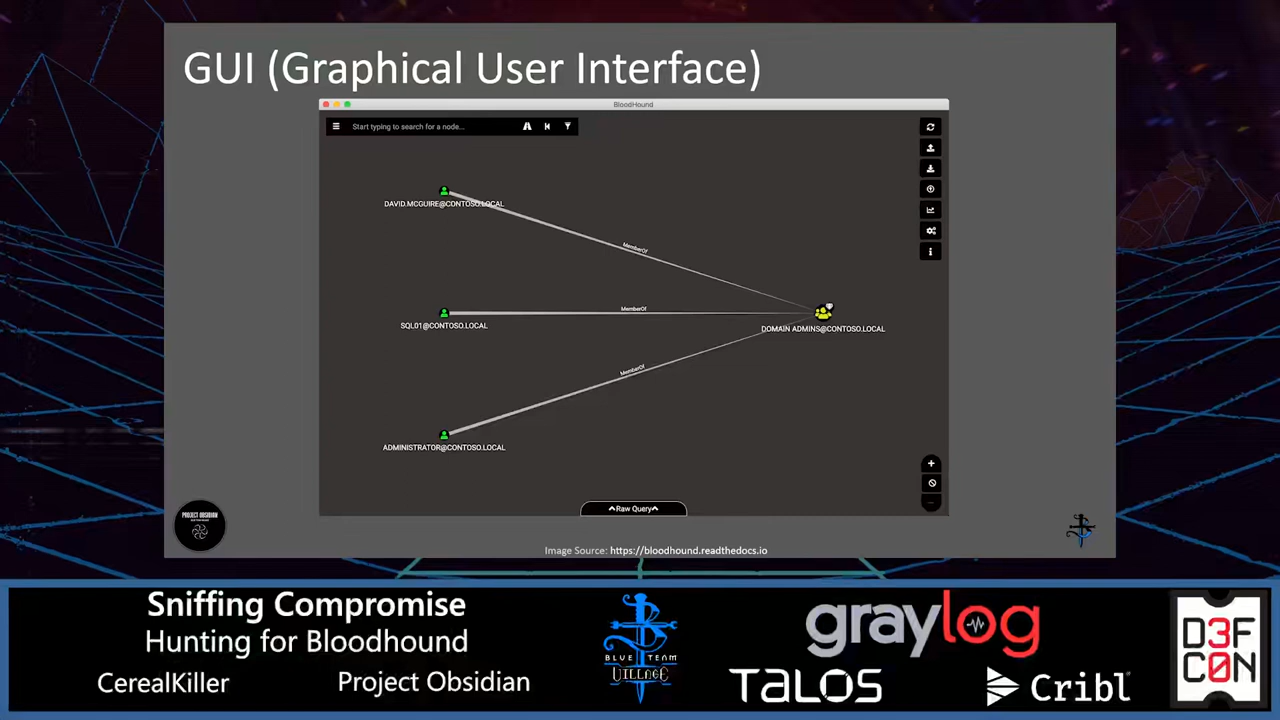 GUI (Graphical User Interface)
BloodHound
Start typing to search for a node...
DAVID.MCGUIRE@CONTOSO.LOCAL
MemberOf
SQL01@CONTOSO.LOCAL
MemberOf
DOMAIN ADMINS@CONTOSO.LOCAL
MemberOf
ADMINISTRATOR@CONTOSO.LOCAL
Raw Query
PROJECT OBSIDIAN
Image Source: https://bloodhound.readthedocs.io
Sniffing Compromise
Hunting for Bloodhound
CerealKiller
Project Obsidian
BLUE TEAM
VILLAGE
graylog
TALOS
Cribl
D3F
C0N